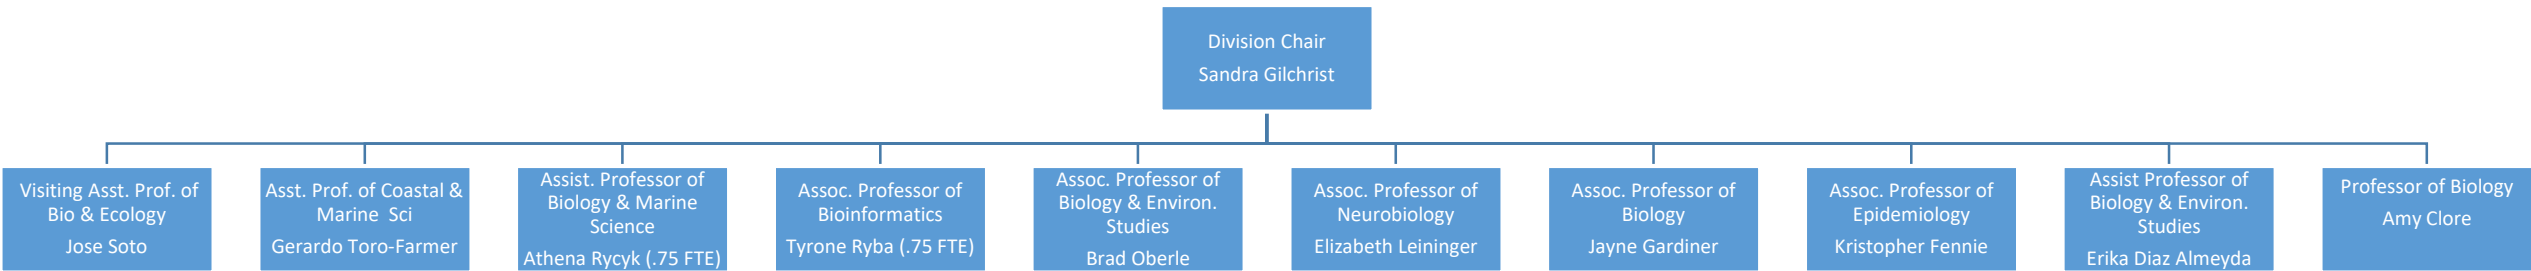 Division Chair
Sandra Gilchrist
Visiting Asst. Prof. of
Bio & Ecology
Jose Soto
Asst. Prof. of Coastal &
Marine Sci
Gerardo Toro-Farmer
Assist. Professor of
Biology & Marine
Science
Athena Rycyk (.75 FTE)
Assoc. Professor of
Bioinformatics
Tyrone Ryba (.75 FTE)
Assoc. Professor of
Biology & Environ.
Studies
Brad Oberle
Assoc. Professor of
Neurobiology
Elizabeth Leininger
Assoc. Professor of
Biology
Jayne Gardiner
Assoc. Professor of
Epidemiology
Kristopher Fennie
Assist Professor of
Biology & Environ.
Studies
Erika Diaz Almeyda
Professor of Biology
Amy Clore